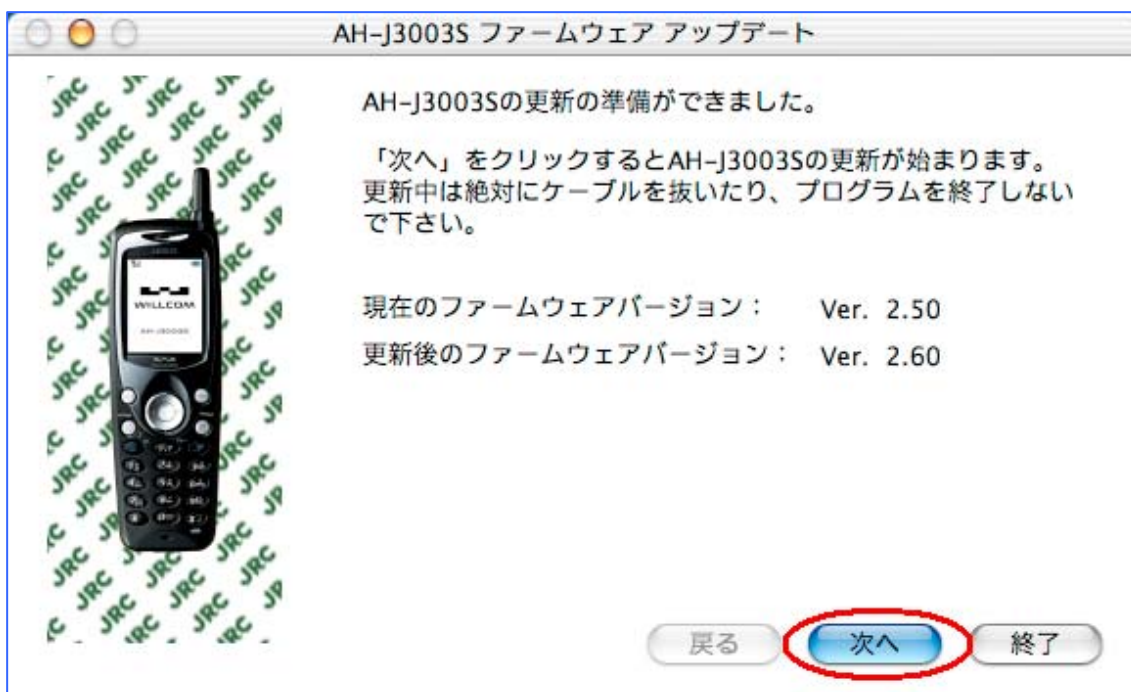 AH-J3003S ファームウェア アップデート
AH-J3003Sの更新の準備ができました。
「次へ」をクリックするとAH-J3003Sの更新が始まります。
更新中は絶対にケーブルを抜いたり、プログラムを終了しない
で下さい。
現在のファームウェアバージョン： Ver. 2.50
更新後のファームウェアバージョン： Ver. 2.60
JRC
WILLCOM
戻る 次へ 終了